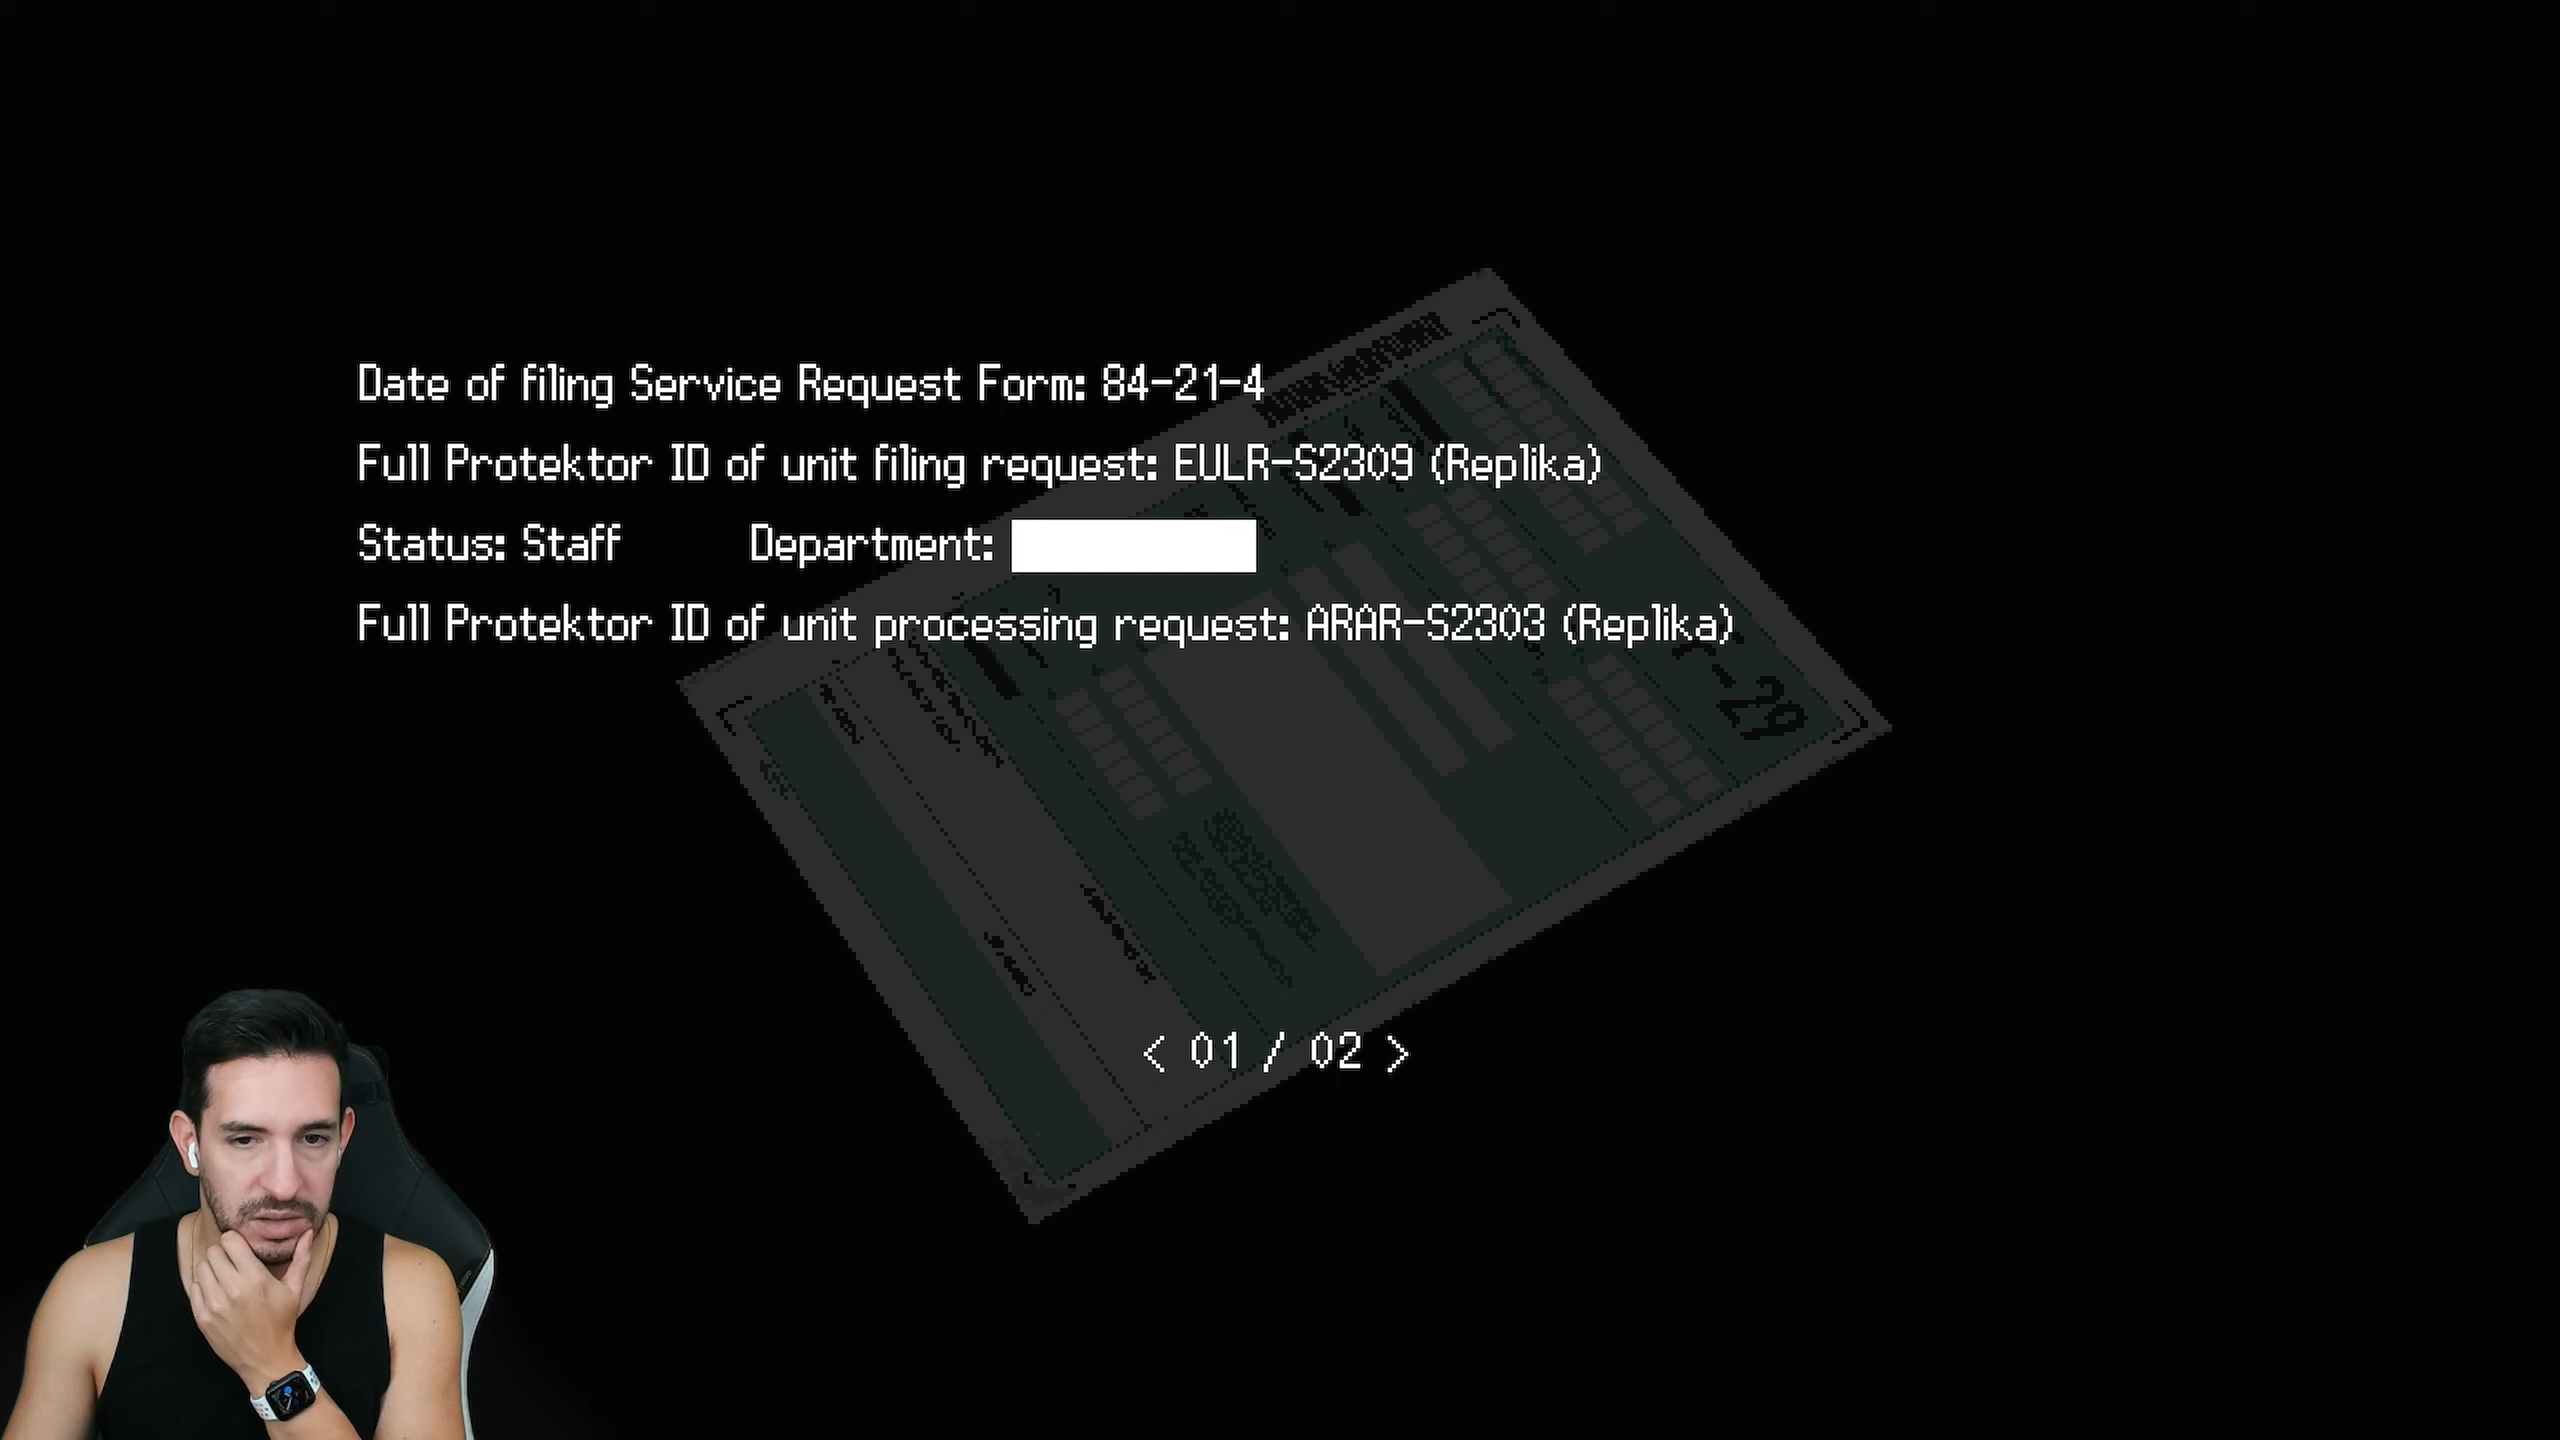 Date of filing Service Request Form: 84-21-4
Full Protektor ID of unit filing request: EULR-S2309 (Replika)
Status: Staff Department:
Full Protektor ID of unit processing request: ARAR-S2303 (Replika)
-29
< 01 / 02 >